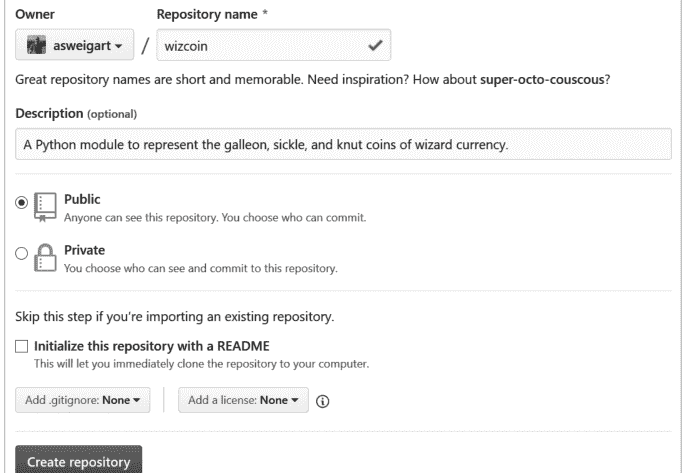 Owner Repository name *
asweigart / wizcoin
Great repository names are short and memorable. Need inspiration? How about super-octo-couscous?
Description (optional)
A Python module to represent the galleon, sickle, and knut coins of wizard currency.
Public
Anyone can see this repository. You choose who can commit.
Private
You choose who can see and commit to this repository.
Skip this step if you're importing an existing repository.
Initialize this repository with a README
This will let you immediately clone the repository to your computer.
Add .gitignore: None Add a license: None
Create repository